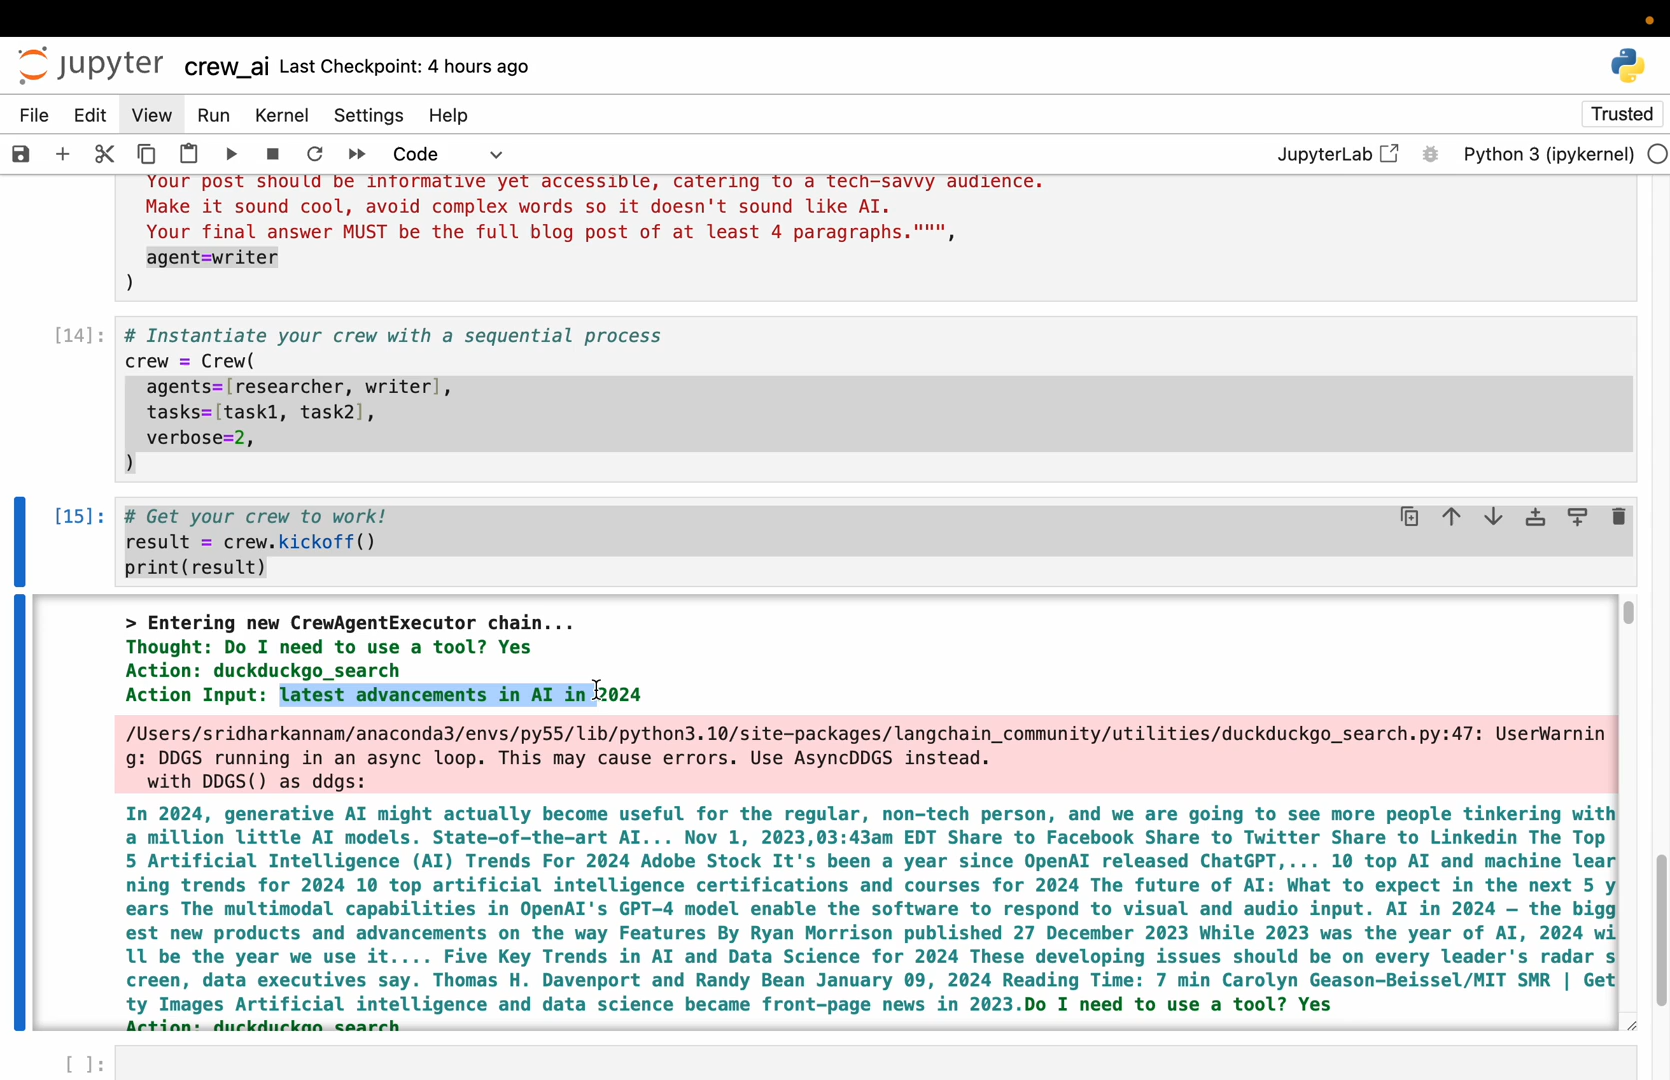 jupyter crew_ai Last Checkpoint: 4 hours ago
File Edit View Run Kernel Settings Help Trusted
Code JupyterLab Python 3 (ipykernel)
Your post should be informative yet accessible, catering to a tech-savvy audience.
Make it sound cool, avoid complex words so it doesn't sound like AI.
Your final answer MUST be the full blog post of at least 4 paragraphs.""",
agent=writer
)
[14]: # Instantiate your crew with a sequential process
crew = Crew(
agents=[researcher, writer],
tasks=[task1, task2],
verbose=2,
)
[15]: # Get your crew to work!
result = crew.kickoff()
print(result)
> Entering new CrewAgentExecutor chain...
Thought: Do I need to use a tool? Yes
Action: duckduckgo_search
Action Input: latest advancements in AI in 2024
/Users/sridharkannam/anaconda3/envs/py55/lib/python3.10/site-packages/langchain_community/utilities/duckduckgo_search.py:47: UserWarnin
g: DDGS running in an async loop. This may cause errors. Use AsyncDDGS instead.
with DDGS() as ddgs:
In 2024, generative AI might actually become useful for the regular, non-tech person, and we are going to see more people tinkering with
a million little AI models. State-of-the-art AI... Nov 1, 2023,03:43am EDT Share to Facebook Share to Twitter Share to Linkedin The Top
5 Artificial Intelligence (AI) Trends For 2024 Adobe Stock It's been a year since OpenAI released ChatGPT,... 10 top AI and machine lear
ning trends for 2024 10 top artificial intelligence certifications and courses for 2024 The future of AI: What to expect in the next 5 y
ears The multimodal capabilities in OpenAI's GPT-4 model enable the software to respond to visual and audio input. AI in 2024 — the bigg
est new products and advancements on the way Features By Ryan Morrison published 27 December 2023 While 2023 was the year of AI, 2024 wi
ll be the year we use it.... Five Key Trends in AI and Data Science for 2024 These developing issues should be on every leader's radar s
creen, data executives say. Thomas H. Davenport and Randy Bean January 09, 2024 Reading Time: 7 min Carolyn Geason-Beissel/MIT SMR | Get
ty Images Artificial intelligence and data science became front-page news in 2023.Do I need to use a tool? Yes
Action: duckduckgo_search
[ ]: